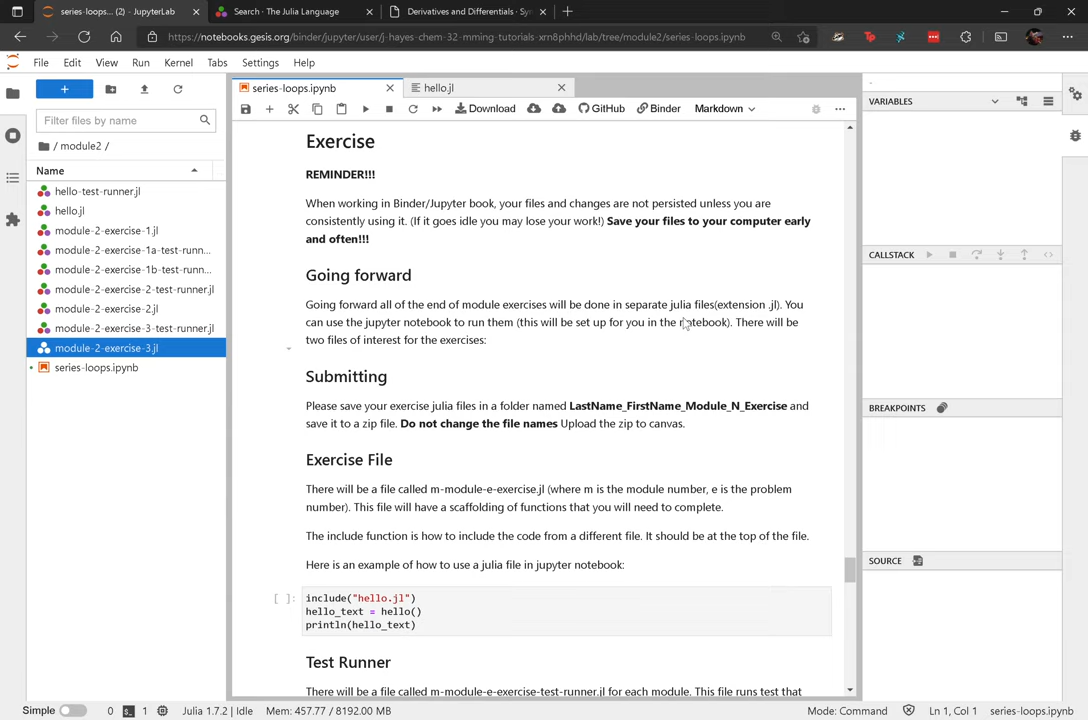 series-loops... (2) - JupyterLab
Search · The Julia Language
Derivatives and Differentials · Sy
https://notebooks.gesis.org/binder/jupyter/user/j-hayes-chem-32-mming-tutorials-xrn8phhd/lab/tree/module2/series-loops.ipynb
File Edit View Run Kernel Tabs Settings Help
Filter files by name
/ module2 /
Name
hello-test-runner.jl
hello.jl
module-2-exercise-1.jl
module-2-exercise-1a-test-runn...
module-2-exercise-1b-test-runn...
module-2-exercise-2-test-runner.jl
module-2-exercise-2.jl
module-2-exercise-3-test-runner.jl
module-2-exercise-3.jl
series-loops.ipynb
series-loops.ipynb
hello.jl
Download GitHub Binder Markdown
Exercise
REMINDER!!!
When working in Binder/Jupyter book, your files and changes are not persisted unless you are
consistently using it. (If it goes idle you may lose your work!) Save your files to your computer early
and often!!!
Going forward
Going forward all of the end of module exercises will be done in separate julia files(extension .jl). You
can use the jupyter notebook to run them (this will be set up for you in the notebook). There will be
two files of interest for the exercises:
Submitting
Please save your exercise julia files in a folder named LastName_FirstName_Module_N_Exercise and
save it to a zip file. Do not change the file names Upload the zip to canvas.
Exercise File
There will be a file called m-module-e-exercise.jl (where m is the module number, e is the problem
number). This file will have a scaffolding of functions that you will need to complete.
The include function is how to include the code from a different file. It should be at the top of the file.
Here is an example of how to use a julia file in jupyter notebook:
[ ]:
include("hello.jl")
hello_text = hello()
println(hello_text)
Test Runner
There will be a file called m-module-e-exercise-test-runner.jl for each module. This file runs test that
VARIABLES
CALLSTACK
BREAKPOINTS
SOURCE
Simple 0 1 Julia 1.7.2 | Idle Mem: 457.77 / 8192.00 MB Mode: Command Ln 1, Col 1 series-loops.ipynb